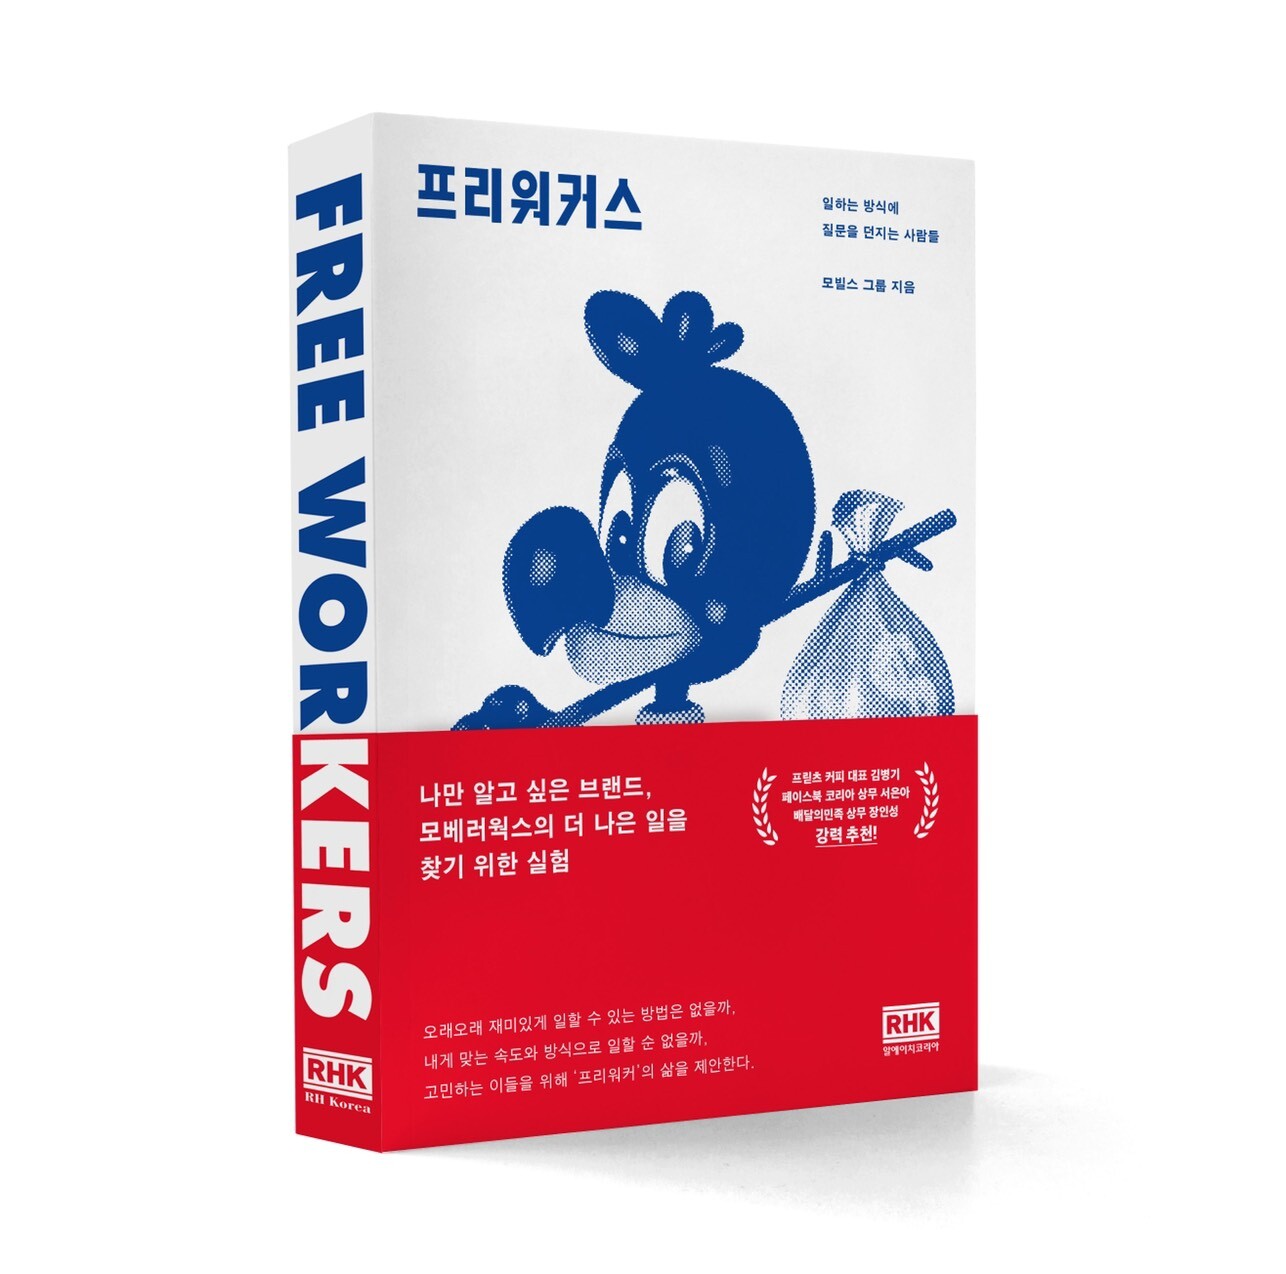 FREE WORKERS
RHK
RH Korea
프리워커스
일하는 방식에
질문을 던지는 사람들
모빌스 그룹 지음
나만 알고 싶은 브랜드,
모베러웍스의 더 나은 일을
찾기 위한 실험
프릳츠 커피 대표 김병기
페이스북 코리아 상무 서은아
배달의민족 상무 장인성
강력 추천!
오래오래 재미있게 일할 수 있는 방법은 없을까,
내게 맞는 속도와 방식으로 일할 순 없을까,
고민하는 이들을 위해 ‘프리워커’의 삶을 제안한다.
RHK
알에이치코리아